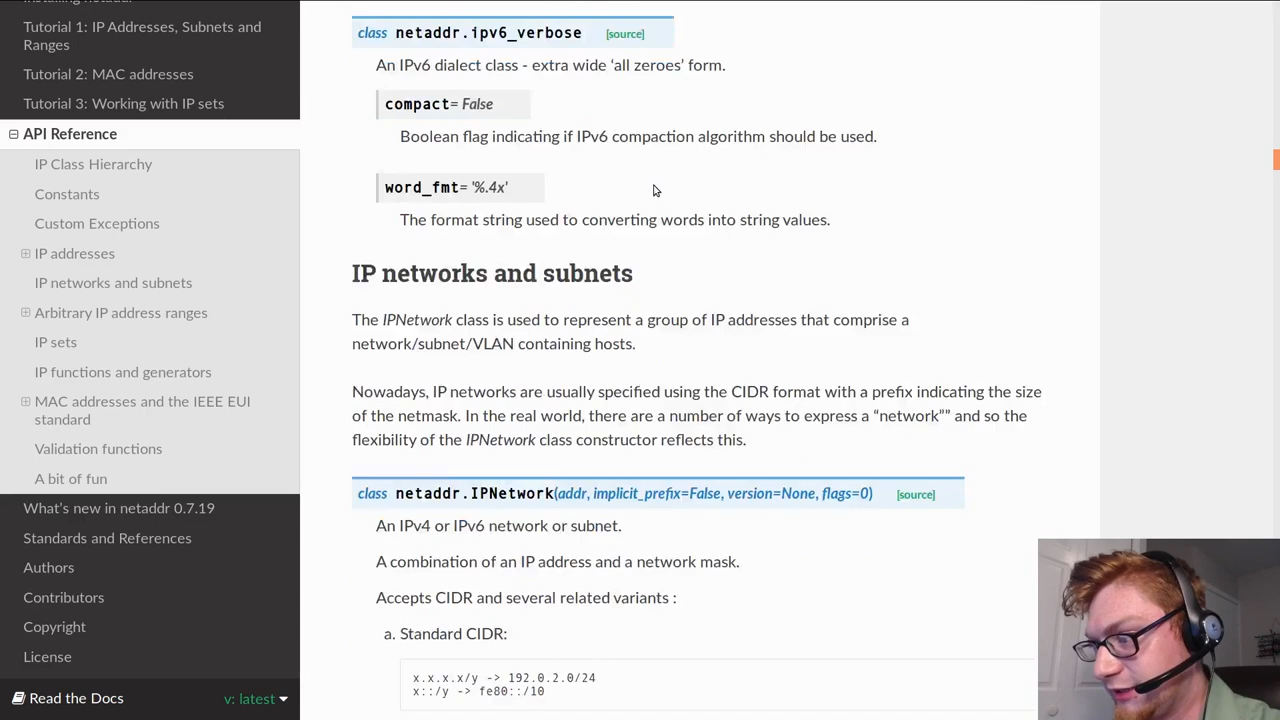 Tutorial 1: IP Addresses, Subnets and
Ranges
Tutorial 2: MAC addresses
Tutorial 3: Working with IP sets
API Reference
IP Class Hierarchy
Constants
Custom Exceptions
IP addresses
IP networks and subnets
Arbitrary IP address ranges
IP sets
IP functions and generators
MAC addresses and the IEEE EUI
standard
Validation functions
A bit of fun
What's new in netaddr 0.7.19
Standards and References
Authors
Contributors
Copyright
License
Read the Docs v: latest
class netaddr.ipv6_verbose [source]
An IPv6 dialect class - extra wide ‘all zeroes’ form.
compact= False
Boolean flag indicating if IPv6 compaction algorithm should be used.
word_fmt= '%.4x'
The format string used to converting words into string values.
IP networks and subnets
The IPNetwork class is used to represent a group of IP addresses that comprise a
network/subnet/VLAN containing hosts.
Nowadays, IP networks are usually specified using the CIDR format with a prefix indicating the size
of the netmask. In the real world, there are a number of ways to express a “network”” and so the
flexibility of the IPNetwork class constructor reflects this.
class netaddr.IPNetwork(addr, implicit_prefix=False, version=None, flags=0) [source]
An IPv4 or IPv6 network or subnet.
A combination of an IP address and a network mask.
Accepts CIDR and several related variants :
a. Standard CIDR:
x.x.x.x/y -> 192.0.2.0/24
x::/y -> fe80::/10